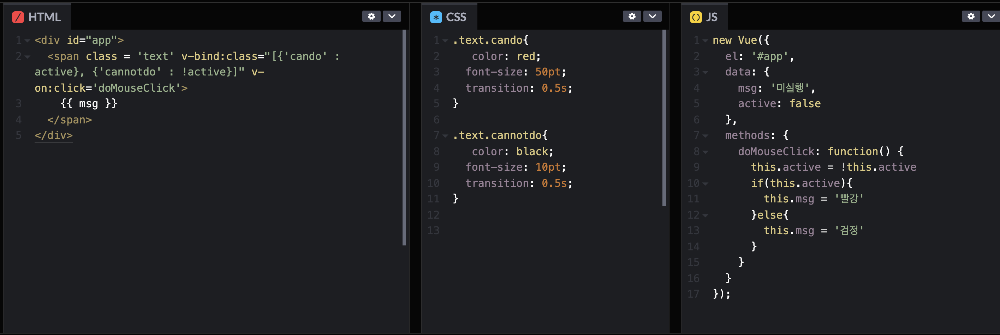 HTML
1 <div id="app">
2   <span class = 'text' v-bind:class="[{'cando' :
active}, {'cannotdo' : !active}]" v-
on:click='doMouseClick'>
3     {{ msg }}
4   </span>
5 </div>
CSS
1 .text.cando{
2    color: red;
3   font-size: 50pt;
4   transition: 0.5s;
5 }
6
7 .text.cannotdo{
8    color: black;
9   font-size: 10pt;
10   transition: 0.5s;
11 }
12
13
JS
1 new Vue({
2   el: '#app',
3   data: {
4     msg: '미실행',
5     active: false
6   },
7   methods: {
8     doMouseClick: function() {
9       this.active = !this.active
10       if(this.active){
11         this.msg = '빨강'
12       }else{
13         this.msg = '검정'
14       }
15     }
16   }
17 });